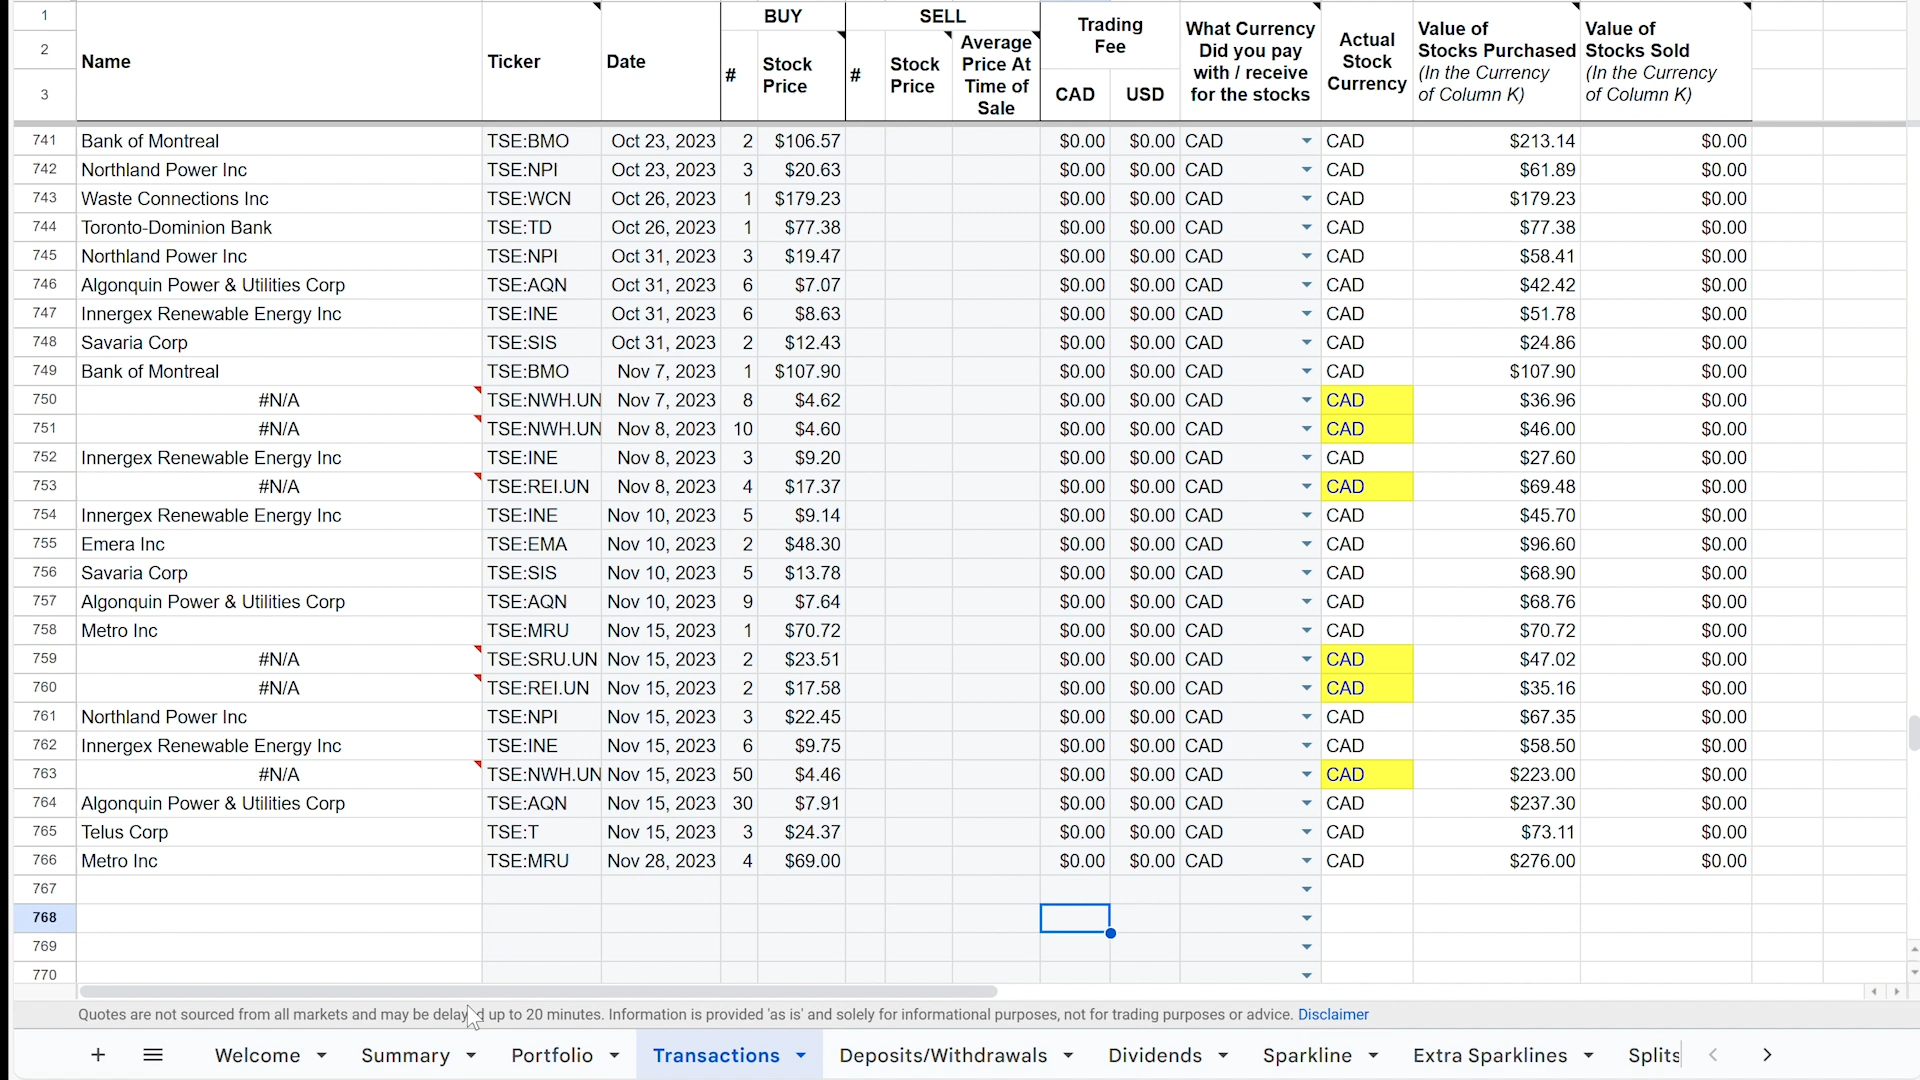 1 BUY SELL
2 Name Ticker Date # Stock Price # Stock Price Average Price At Time of Sale Trading Fee What Currency Did you pay with / receive for the stocks Actual Stock Currency Value of Stocks Purchased (In the Currency of Column K) Value of Stocks Sold (In the Currency of Column K)
3 CAD USD
741 Bank of Montreal TSE:BMO Oct 23, 2023 2 $106.57 $0.00 $0.00 CAD CAD $213.14 $0.00
742 Northland Power Inc TSE:NPI Oct 23, 2023 3 $20.63 $0.00 $0.00 CAD CAD $61.89 $0.00
743 Waste Connections Inc TSE:WCN Oct 26, 2023 1 $179.23 $0.00 $0.00 CAD CAD $179.23 $0.00
744 Toronto-Dominion Bank TSE:TD Oct 26, 2023 1 $77.38 $0.00 $0.00 CAD CAD $77.38 $0.00
745 Northland Power Inc TSE:NPI Oct 31, 2023 3 $19.47 $0.00 $0.00 CAD CAD $58.41 $0.00
746 Algonquin Power & Utilities Corp TSE:AQN Oct 31, 2023 6 $7.07 $0.00 $0.00 CAD CAD $42.42 $0.00
747 Innergex Renewable Energy Inc TSE:INE Oct 31, 2023 6 $8.63 $0.00 $0.00 CAD CAD $51.78 $0.00
748 Savaria Corp TSE:SIS Oct 31, 2023 2 $12.43 $0.00 $0.00 CAD CAD $24.86 $0.00
749 Bank of Montreal TSE:BMO Nov 7, 2023 1 $107.90 $0.00 $0.00 CAD CAD $107.90 $0.00
750 #N/A TSE:NWH.UN Nov 7, 2023 8 $4.62 $0.00 $0.00 CAD CAD $36.96 $0.00
751 #N/A TSE:NWH.UN Nov 8, 2023 10 $4.60 $0.00 $0.00 CAD CAD $46.00 $0.00
752 Innergex Renewable Energy Inc TSE:INE Nov 8, 2023 3 $9.20 $0.00 $0.00 CAD CAD $27.60 $0.00
753 #N/A TSE:REI.UN Nov 8, 2023 4 $17.37 $0.00 $0.00 CAD CAD $69.48 $0.00
754 Innergex Renewable Energy Inc TSE:INE Nov 10, 2023 5 $9.14 $0.00 $0.00 CAD CAD $45.70 $0.00
755 Emera Inc TSE:EMA Nov 10, 2023 2 $48.30 $0.00 $0.00 CAD CAD $96.60 $0.00
756 Savaria Corp TSE:SIS Nov 10, 2023 5 $13.78 $0.00 $0.00 CAD CAD $68.90 $0.00
757 Algonquin Power & Utilities Corp TSE:AQN Nov 10, 2023 9 $7.64 $0.00 $0.00 CAD CAD $68.76 $0.00
758 Metro Inc TSE:MRU Nov 15, 2023 1 $70.72 $0.00 $0.00 CAD CAD $70.72 $0.00
759 #N/A TSE:SRU.UN Nov 15, 2023 2 $23.51 $0.00 $0.00 CAD CAD $47.02 $0.00
760 #N/A TSE:REI.UN Nov 15, 2023 2 $17.58 $0.00 $0.00 CAD CAD $35.16 $0.00
761 Northland Power Inc TSE:NPI Nov 15, 2023 3 $22.45 $0.00 $0.00 CAD CAD $67.35 $0.00
762 Innergex Renewable Energy Inc TSE:INE Nov 15, 2023 6 $9.75 $0.00 $0.00 CAD CAD $58.50 $0.00
763 #N/A TSE:NWH.UN Nov 15, 2023 50 $4.46 $0.00 $0.00 CAD CAD $223.00 $0.00
764 Algonquin Power & Utilities Corp TSE:AQN Nov 15, 2023 30 $7.91 $0.00 $0.00 CAD CAD $237.30 $0.00
765 Telus Corp TSE:T Nov 15, 2023 3 $24.37 $0.00 $0.00 CAD CAD $73.11 $0.00
766 Metro Inc TSE:MRU Nov 28, 2023 4 $69.00 $0.00 $0.00 CAD CAD $276.00 $0.00
767
768
769
770
Quotes are not sourced from all markets and may be delayed up to 20 minutes. Information is provided 'as is' and solely for informational purposes, not for trading purposes or advice. Disclaimer
Welcome Summary Portfolio Transactions Deposits/Withdrawals Dividends Sparkline Extra Sparklines Splits